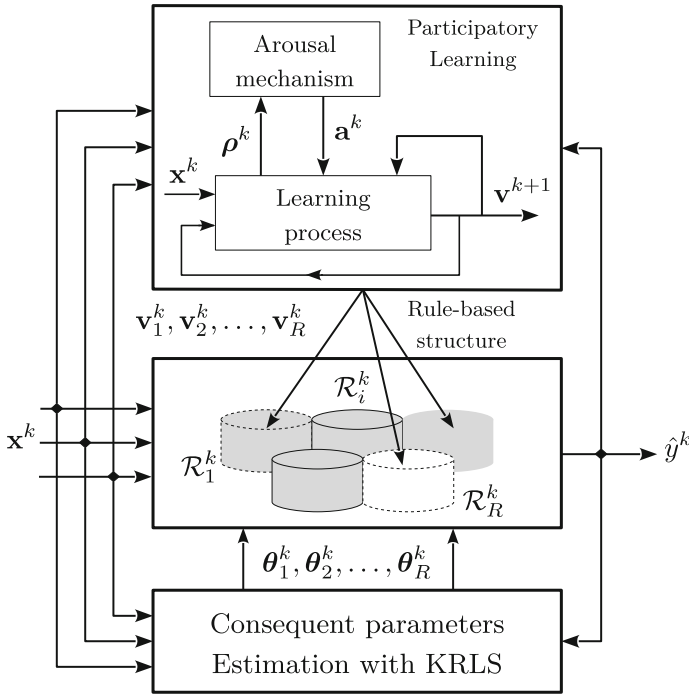 Participatory
Learning
Arousal
mechanism
ρ^k
a^k
x^k
Learning
process
v^{k+1}
v_1^k, v_2^k, ..., v_R^k
Rule-based
structure
ℛ_i^k
x^k
ℛ_1^k
ℛ_R^k
ŷ^k
θ_1^k, θ_2^k, ..., θ_R^k
Consequent parameters
Estimation with KRLS